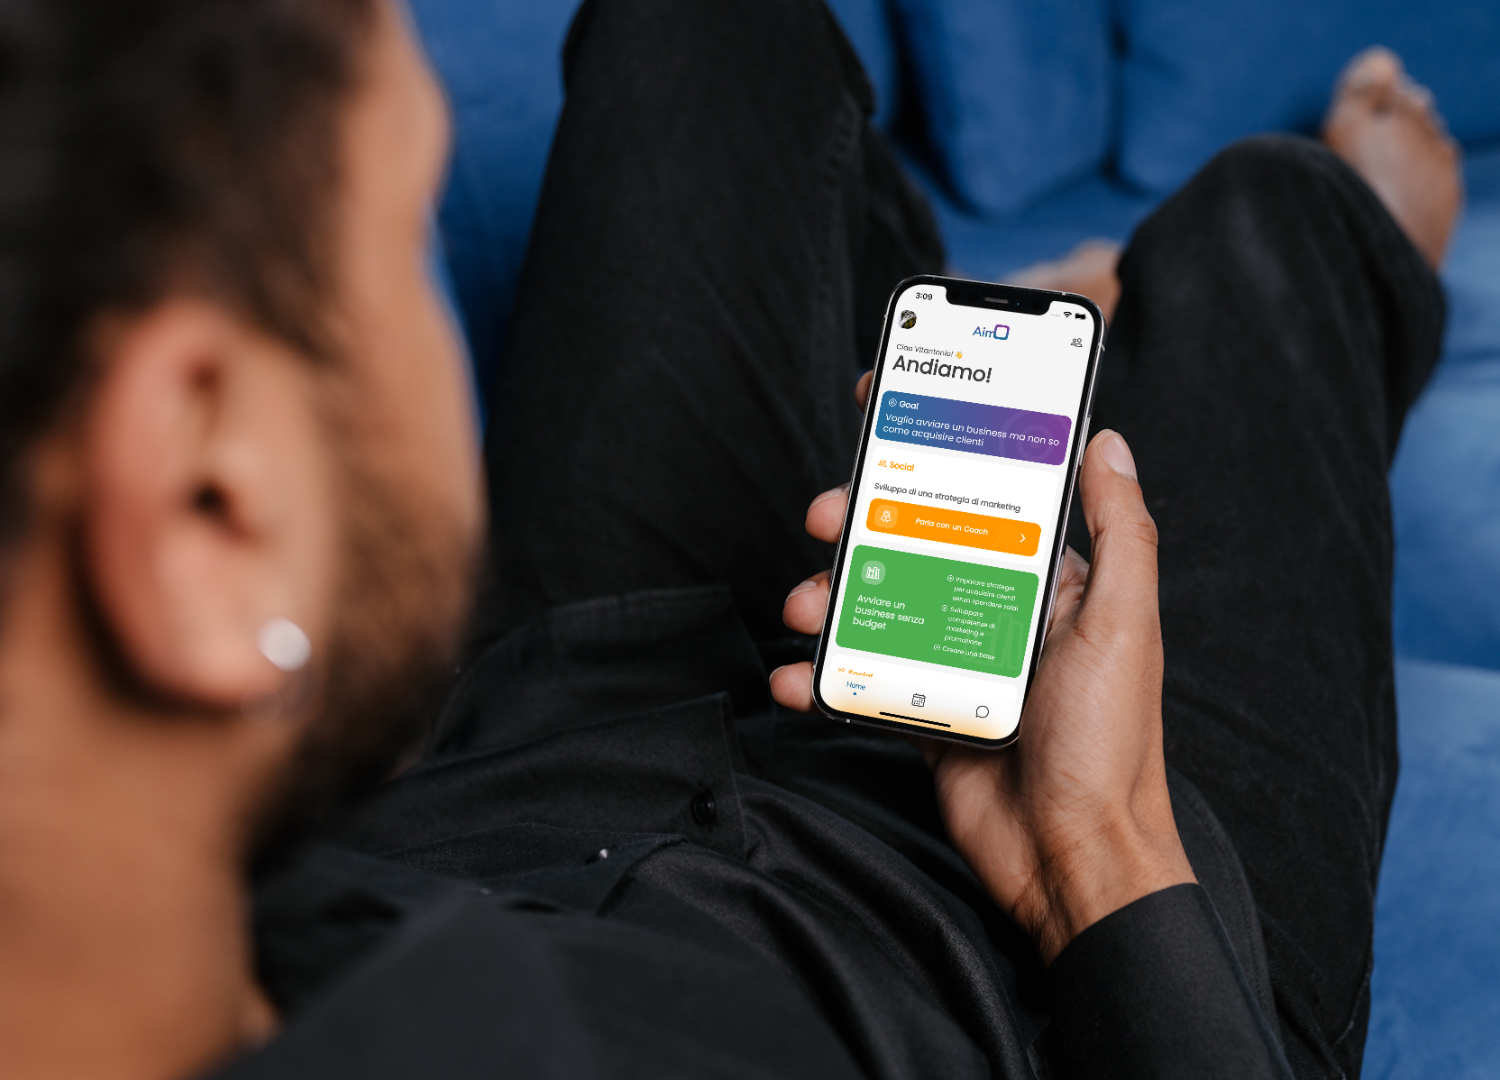 3:09
Aim
Ciao Vitantonio! 👋
Andiamo!
Goal
Voglio avviare un business ma non so
come acquisire clienti
Social
Sviluppo di una strategia di marketing
Parla con un Coach
Avviare un
business senza
budget
Imparare strategie
per acquisire clienti
senza spendere soldi
Sviluppare
competenze di
marketing e
promozione
Creare una base
Social
Home